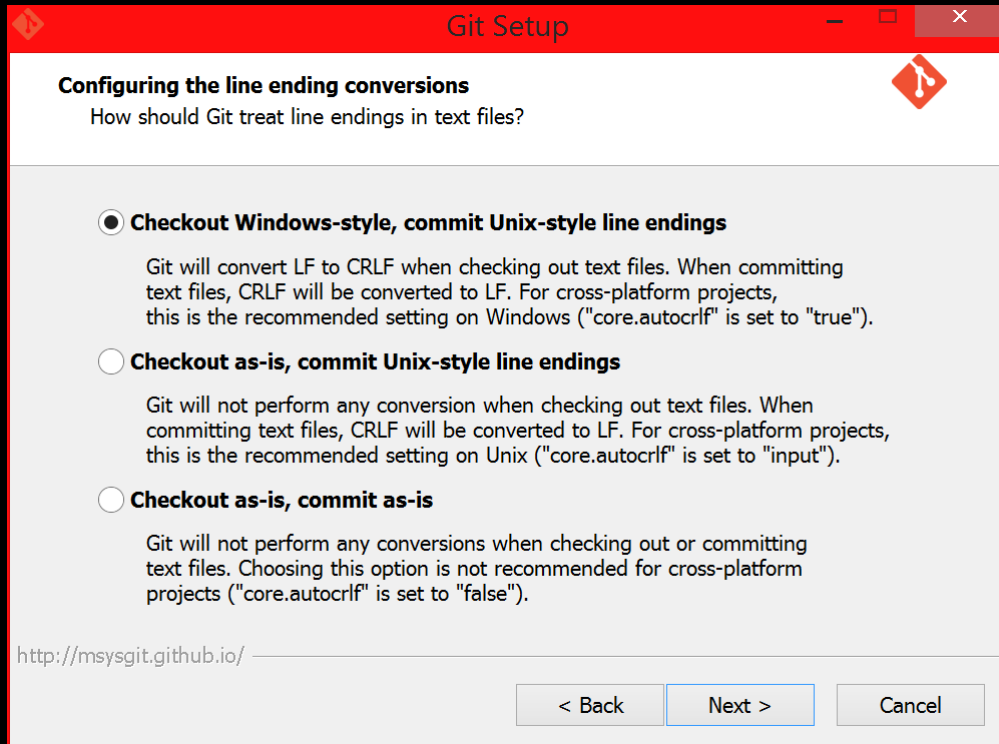 Git Setup
Configuring the line ending conversions
How should Git treat line endings in text files?
Checkout Windows-style, commit Unix-style line endings
Git will convert LF to CRLF when checking out text files. When committing
text files, CRLF will be converted to LF. For cross-platform projects,
this is the recommended setting on Windows ("core.autocrlf" is set to "true").
Checkout as-is, commit Unix-style line endings
Git will not perform any conversion when checking out text files. When
committing text files, CRLF will be converted to LF. For cross-platform projects,
this is the recommended setting on Unix ("core.autocrlf" is set to "input").
Checkout as-is, commit as-is
Git will not perform any conversions when checking out or committing
text files. Choosing this option is not recommended for cross-platform
projects ("core.autocrlf" is set to "false").
http://msysgit.github.io/
< Back Next > Cancel